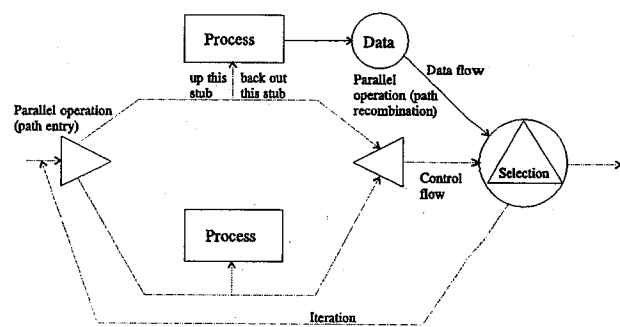 Process
Data
up this
stub
back out
this stub
Data flow
Parallel
operation (path
recombination)
Parallel operation
(path entry)
Selection
Control
flow
Process
Iteration